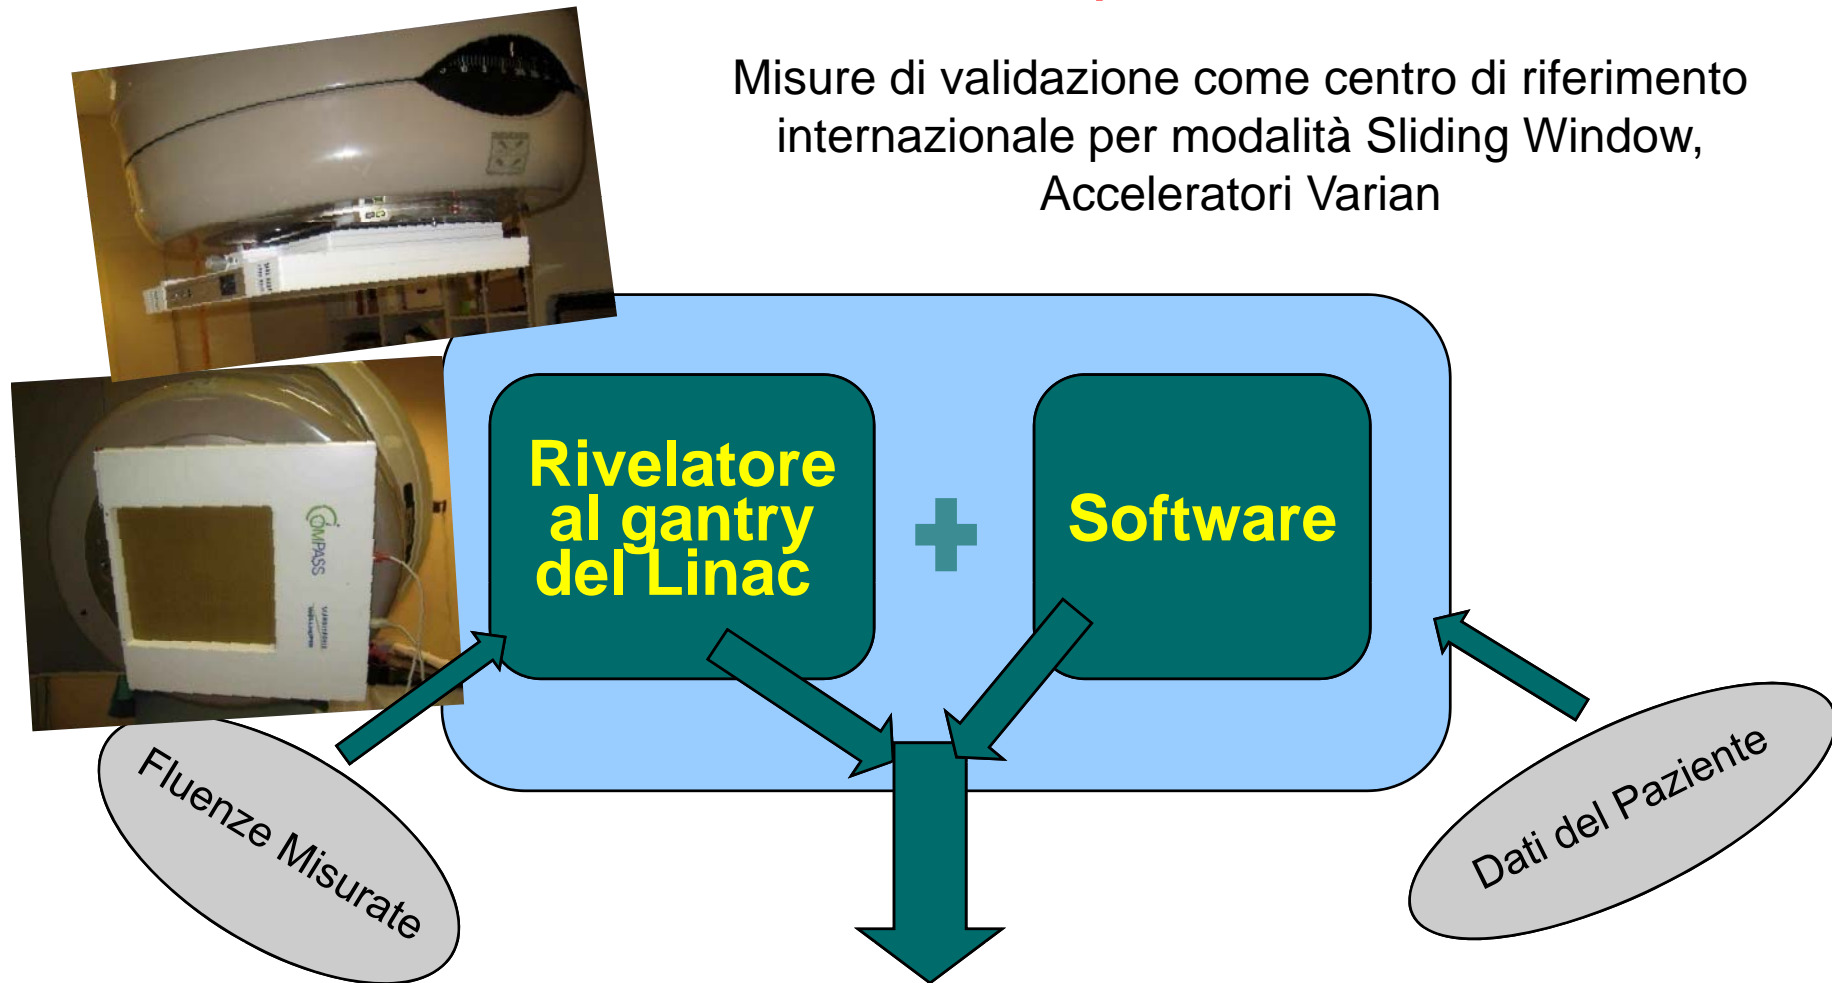 Misure di validazione come centro di riferimento
internazionale per modalità Sliding Window,
Acceleratori Varian
Rivelatore
al gantry
del Linac
Software
COMPASS
Fluenze Misurate
Dati del Paziente